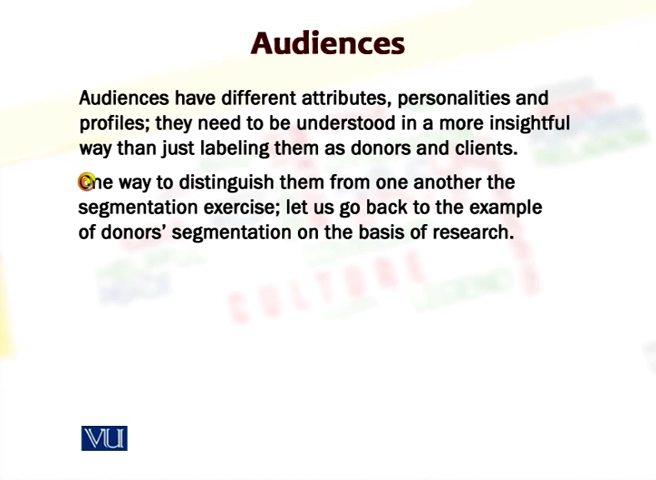 Audiences
Audiences have different attributes, personalities and
profiles; they need to be understood in a more insightful
way than just labeling them as donors and clients.
One way to distinguish them from one another the
segmentation exercise; let us go back to the example
of donors' segmentation on the basis of research.
CULTURE
VU